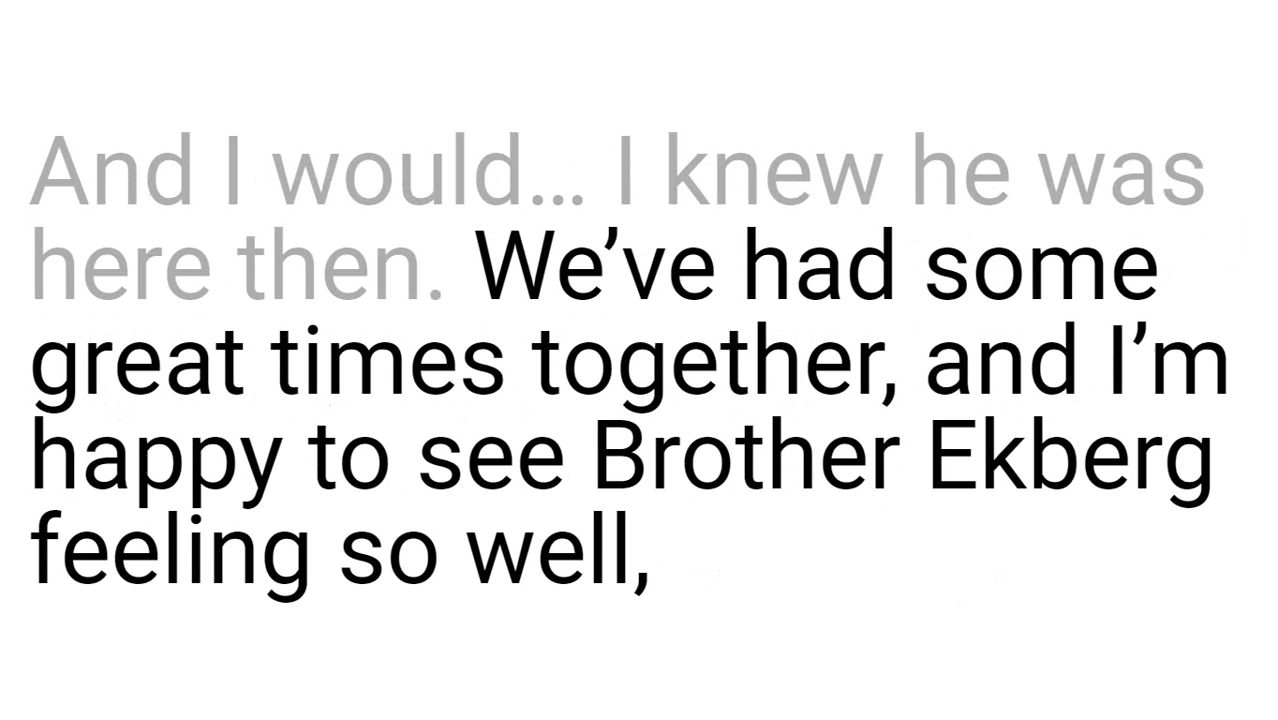 And I would… I knew he was
here then. We’ve had some
great times together, and I’m
happy to see Brother Ekberg
feeling so well,